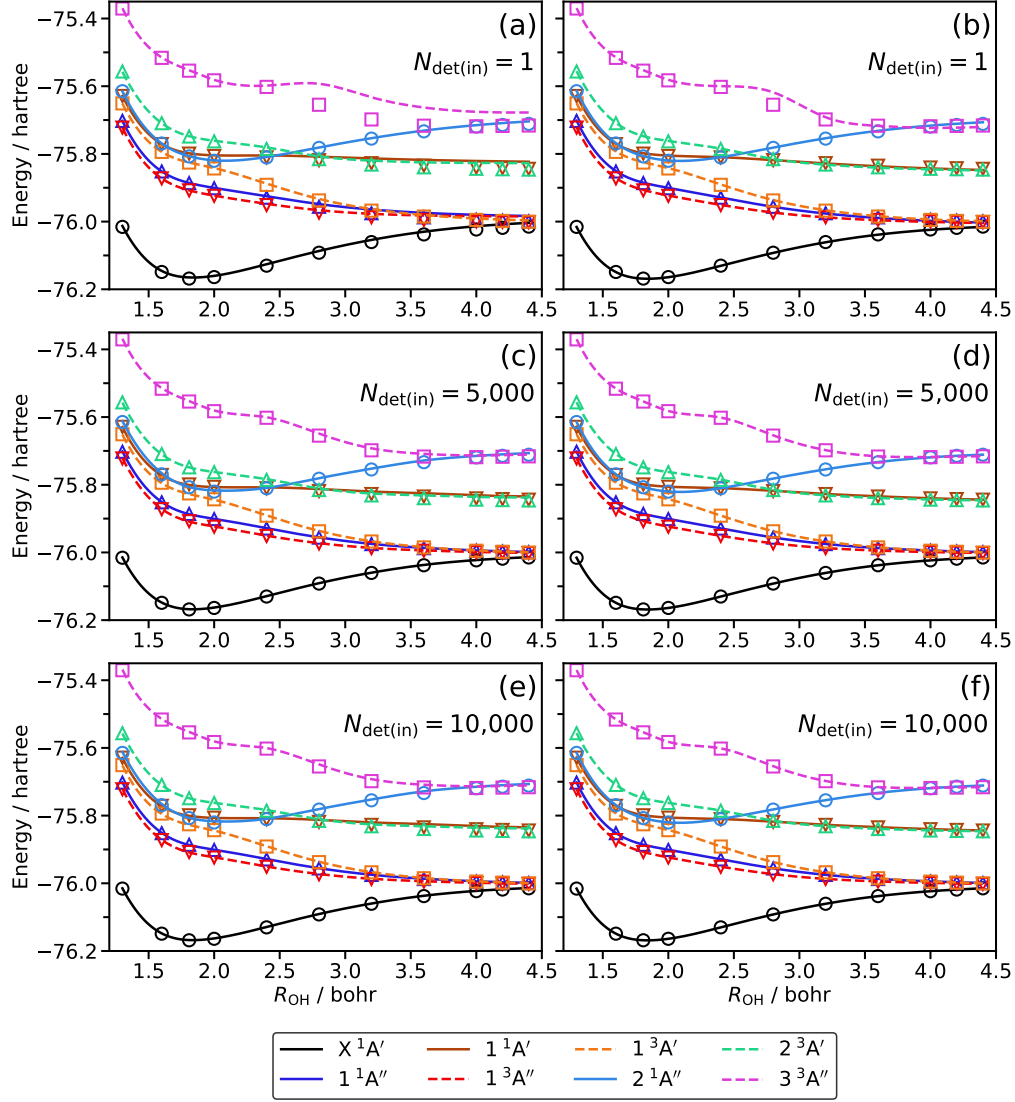 (a)
(b)
N_det(in) = 1
N_det(in) = 1
Energy / hartree
−75.4
−75.6
−75.8
−76.0
−76.2
1.5 2.0 2.5 3.0 3.5 4.0 4.5
1.5 2.0 2.5 3.0 3.5 4.0 4.5
(c)
(d)
N_det(in) = 5,000
N_det(in) = 5,000
Energy / hartree
−75.4
−75.6
−75.8
−76.0
−76.2
1.5 2.0 2.5 3.0 3.5 4.0 4.5
1.5 2.0 2.5 3.0 3.5 4.0 4.5
(e)
(f)
N_det(in) = 10,000
N_det(in) = 10,000
Energy / hartree
−75.4
−75.6
−75.8
−76.0
−76.2
1.5 2.0 2.5 3.0 3.5 4.0 4.5
1.5 2.0 2.5 3.0 3.5 4.0 4.5
R_OH / bohr
R_OH / bohr
X ¹A′ 1 ¹A′ 1 ³A′ 2 ³A′
1 ¹A″ 1 ³A″ 2 ¹A″ 3 ³A″